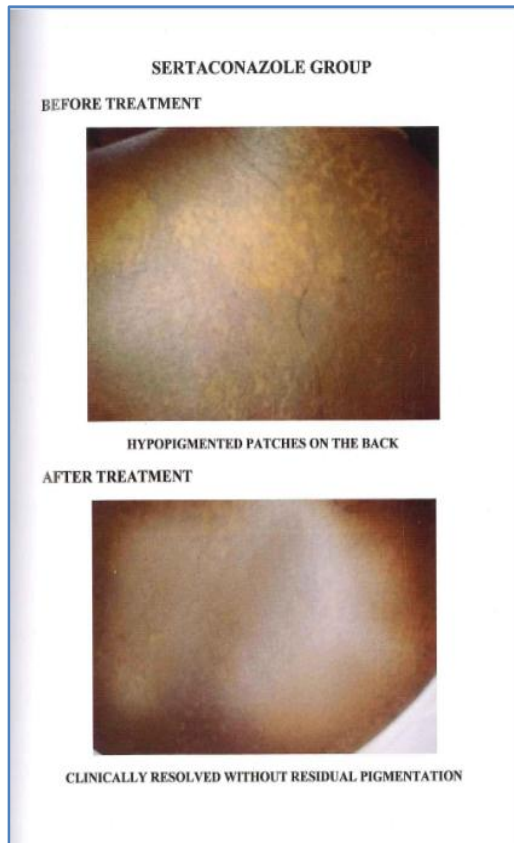 SERTACONAZOLE GROUP
BEFORE TREATMENT
HYPOPIGMENTED PATCHES ON THE BACK
AFTER TREATMENT
CLINICALLY RESOLVED WITHOUT RESIDUAL PIGMENTATION